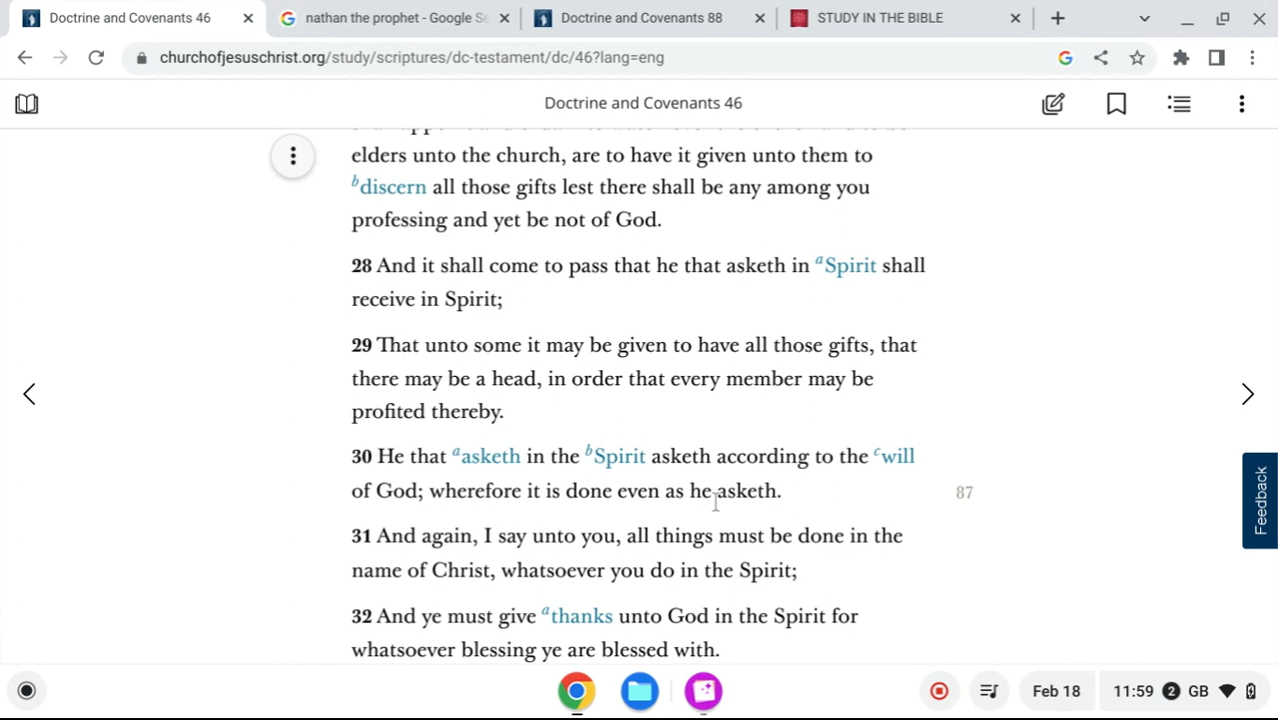 Doctrine and Covenants 46
nathan the prophet - Google Se
Doctrine and Covenants 88
STUDY IN THE BIBLE
churchofjesuschrist.org/study/scriptures/dc-testament/dc/46?lang=eng
Doctrine and Covenants 46
elders unto the church, are to have it given unto them to
b discern all those gifts lest there shall be any among you
professing and yet be not of God.
28 And it shall come to pass that he that asketh in a Spirit shall
receive in Spirit;
29 That unto some it may be given to have all those gifts, that
there may be a head, in order that every member may be
profited thereby.
30 He that a asketh in the b Spirit asketh according to the c will
of God; wherefore it is done even as he asketh.
87
31 And again, I say unto you, all things must be done in the
name of Christ, whatsoever you do in the Spirit;
32 And ye must give a thanks unto God in the Spirit for
whatsoever blessing ye are blessed with.
Feedback
Feb 18
11:59 2 GB